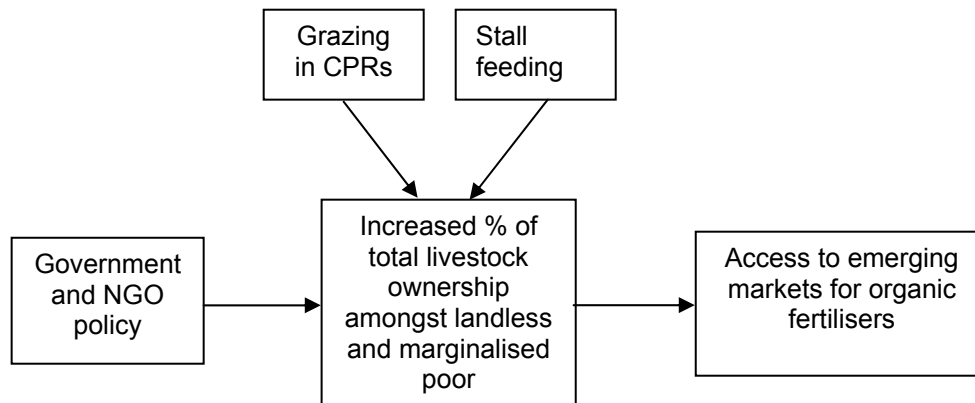 Grazing
in CPRs
Stall
feeding
Government
and NGO
policy
Increased % of
total livestock
ownership
amongst landless
and marginalised
poor
Access to emerging
markets for organic
fertilisers